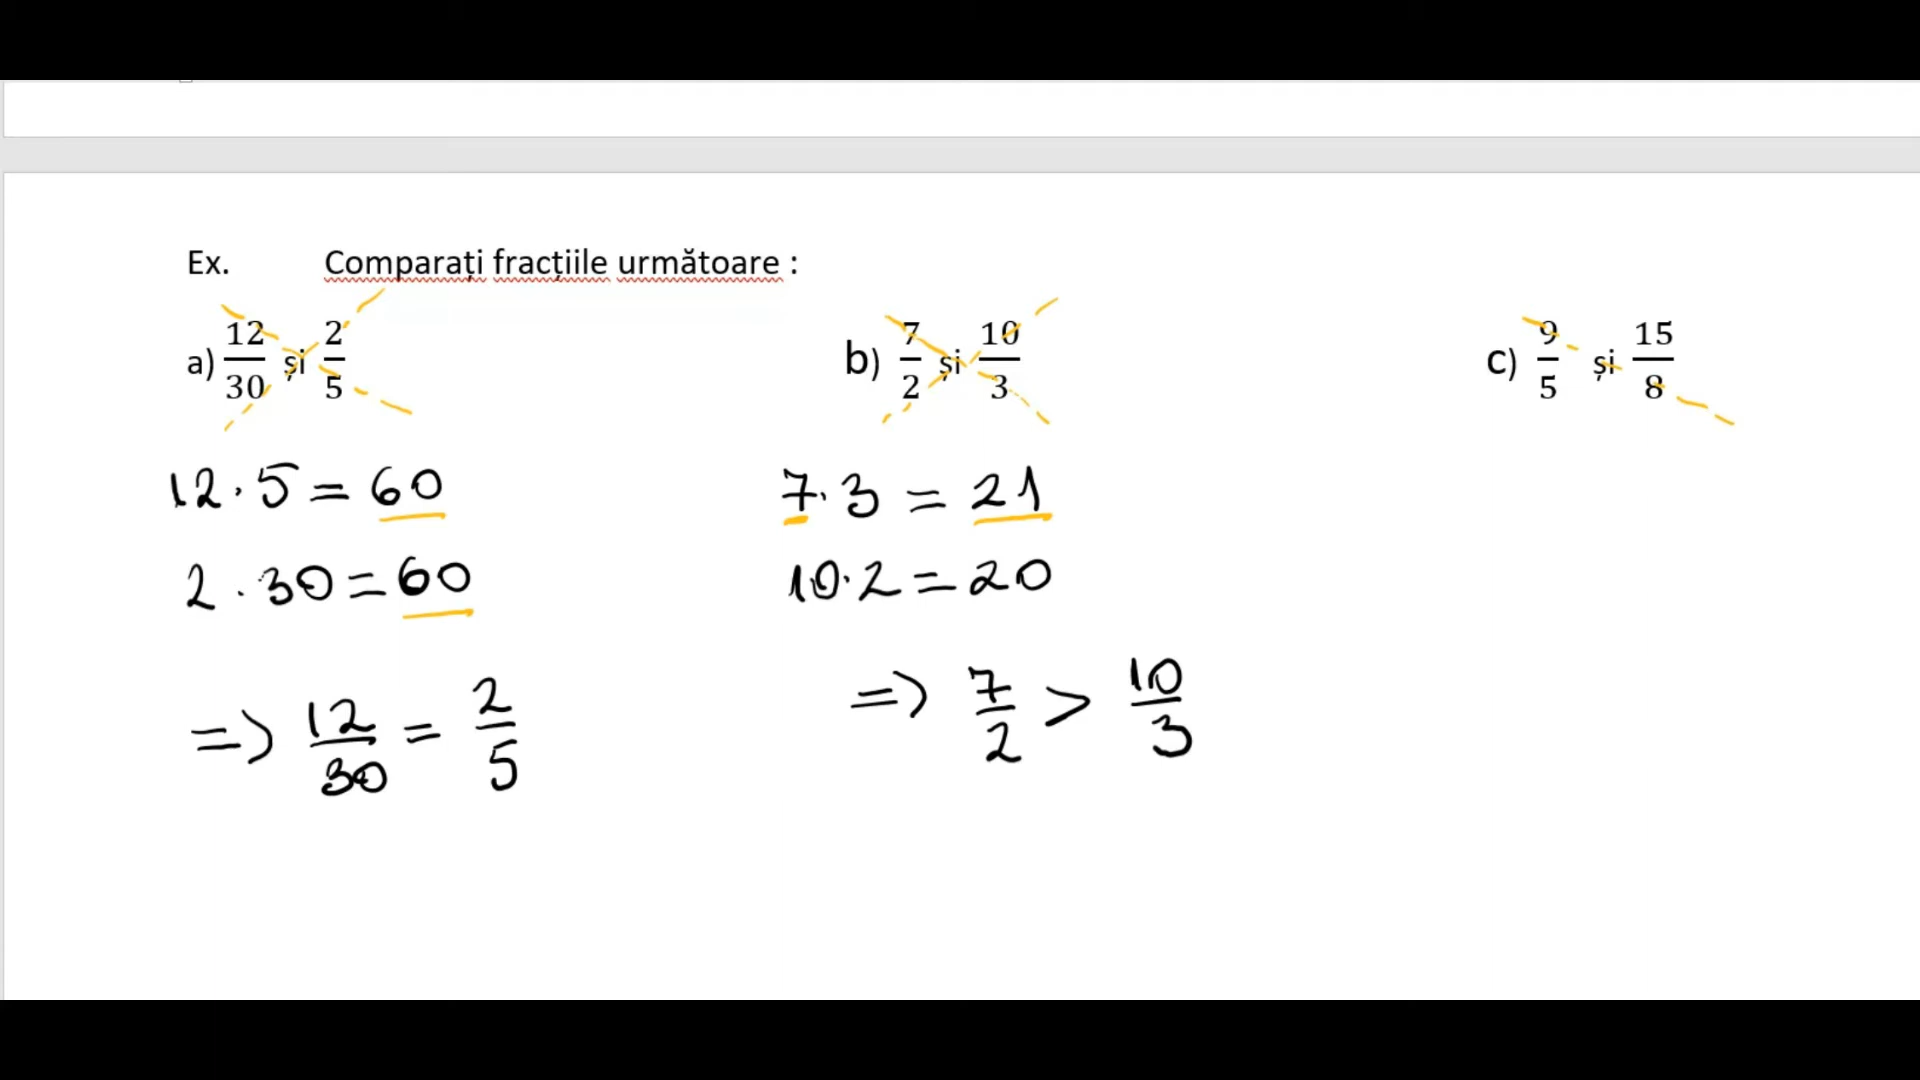 Ex. Comparați fracțiile următoare :
a) 12/30 și 2/5
b) 7/2 și 10/3
c) 9/5 și 15/8
12 · 5 = 60
2 · 30 = 60
=> 12/30 = 2/5
7 · 3 = 21
10 · 2 = 20
=> 7/2 > 10/3